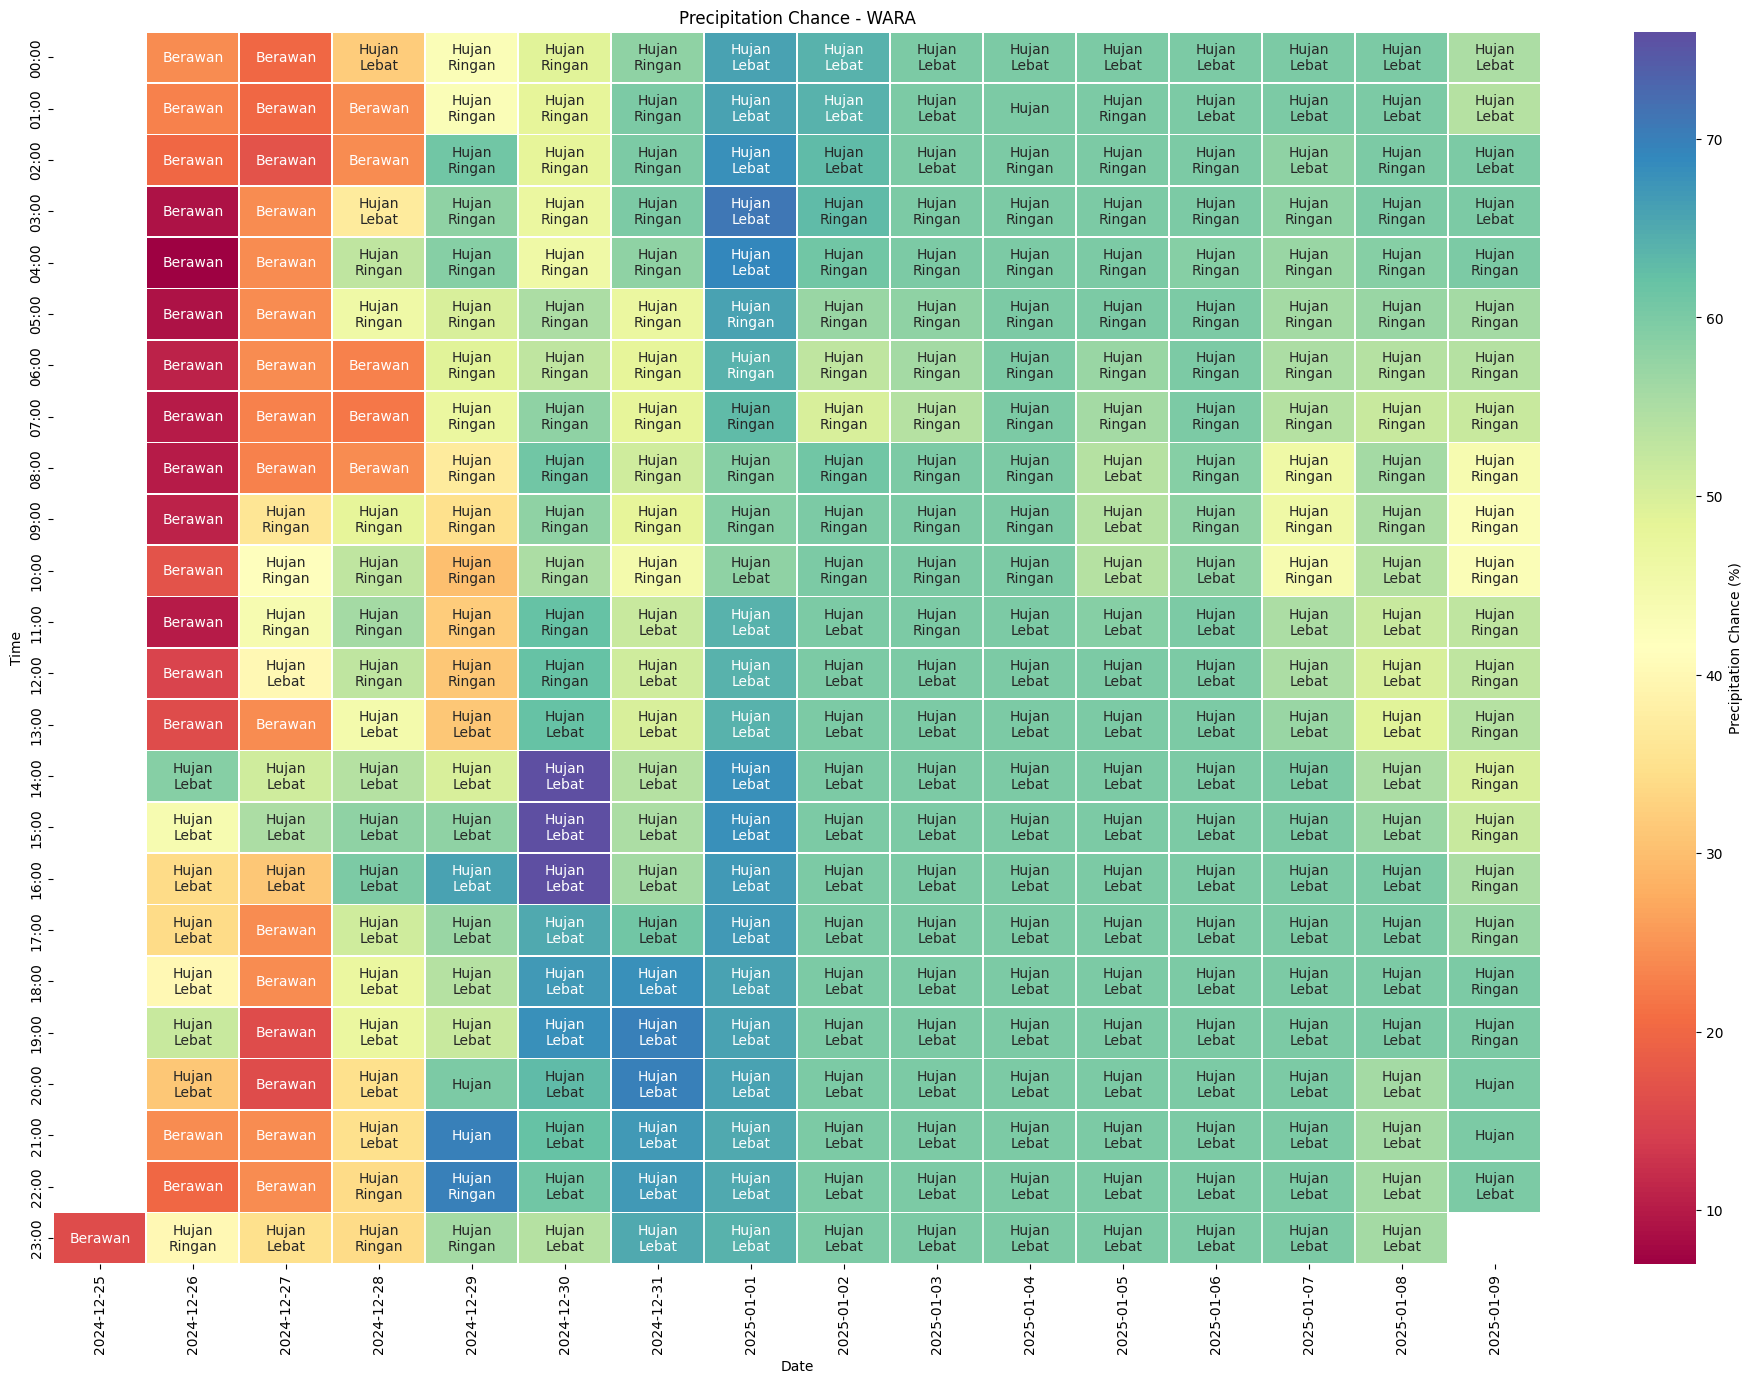 Precipitation Chance - WARA
00:00 Berawan Berawan Hujan Lebat Hujan Ringan Hujan Ringan Hujan Ringan Hujan Lebat Hujan Lebat Hujan Lebat Hujan Lebat Hujan Lebat Hujan Lebat Hujan Lebat Hujan Lebat Hujan Lebat
01:00 Berawan Berawan Berawan Hujan Ringan Hujan Ringan Hujan Ringan Hujan Lebat Hujan Lebat Hujan Lebat Hujan Hujan Ringan Hujan Lebat Hujan Lebat Hujan Lebat Hujan Lebat
02:00 Berawan Berawan Berawan Hujan Ringan Hujan Ringan Hujan Ringan Hujan Lebat Hujan Lebat Hujan Lebat Hujan Ringan Hujan Ringan Hujan Ringan Hujan Lebat Hujan Ringan Hujan Lebat
03:00 Berawan Berawan Hujan Lebat Hujan Ringan Hujan Ringan Hujan Ringan Hujan Lebat Hujan Ringan Hujan Ringan Hujan Ringan Hujan Ringan Hujan Ringan Hujan Ringan Hujan Ringan Hujan Lebat
04:00 Berawan Berawan Hujan Ringan Hujan Ringan Hujan Ringan Hujan Ringan Hujan Lebat Hujan Ringan Hujan Ringan Hujan Ringan Hujan Ringan Hujan Ringan Hujan Ringan Hujan Ringan Hujan Ringan
05:00 Berawan Berawan Hujan Ringan Hujan Ringan Hujan Ringan Hujan Ringan Hujan Ringan Hujan Ringan Hujan Ringan Hujan Ringan Hujan Ringan Hujan Ringan Hujan Ringan Hujan Ringan Hujan Ringan
06:00 Berawan Berawan Berawan Hujan Ringan Hujan Ringan Hujan Ringan Hujan Ringan Hujan Ringan Hujan Ringan Hujan Ringan Hujan Ringan Hujan Ringan Hujan Ringan Hujan Ringan Hujan Ringan
07:00 Berawan Berawan Berawan Hujan Ringan Hujan Ringan Hujan Ringan Hujan Ringan Hujan Ringan Hujan Ringan Hujan Ringan Hujan Ringan Hujan Ringan Hujan Ringan Hujan Ringan Hujan Ringan
08:00 Berawan Berawan Berawan Hujan Ringan Hujan Ringan Hujan Ringan Hujan Ringan Hujan Ringan Hujan Ringan Hujan Ringan Hujan Lebat Hujan Ringan Hujan Ringan Hujan Ringan Hujan Ringan
09:00 Berawan Hujan Ringan Hujan Ringan Hujan Ringan Hujan Ringan Hujan Ringan Hujan Ringan Hujan Ringan Hujan Ringan Hujan Ringan Hujan Lebat Hujan Ringan Hujan Ringan Hujan Ringan Hujan Ringan
10:00 Berawan Hujan Ringan Hujan Ringan Hujan Ringan Hujan Ringan Hujan Ringan Hujan Lebat Hujan Ringan Hujan Ringan Hujan Ringan Hujan Lebat Hujan Lebat Hujan Ringan Hujan Lebat Hujan Ringan
11:00 Berawan Hujan Ringan Hujan Ringan Hujan Ringan Hujan Ringan Hujan Lebat Hujan Lebat Hujan Lebat Hujan Ringan Hujan Lebat Hujan Lebat Hujan Lebat Hujan Lebat Hujan Lebat Hujan Ringan
12:00 Berawan Hujan Lebat Hujan Ringan Hujan Ringan Hujan Ringan Hujan Lebat Hujan Lebat Hujan Lebat Hujan Lebat Hujan Lebat Hujan Lebat Hujan Lebat Hujan Lebat Hujan Lebat Hujan Ringan
13:00 Berawan Berawan Hujan Lebat Hujan Lebat Hujan Lebat Hujan Lebat Hujan Lebat Hujan Lebat Hujan Lebat Hujan Lebat Hujan Lebat Hujan Lebat Hujan Lebat Hujan Lebat Hujan Ringan
14:00 Hujan Lebat Hujan Lebat Hujan Lebat Hujan Lebat Hujan Lebat Hujan Lebat Hujan Lebat Hujan Lebat Hujan Lebat Hujan Lebat Hujan Lebat Hujan Lebat Hujan Lebat Hujan Lebat Hujan Ringan
15:00 Hujan Lebat Hujan Lebat Hujan Lebat Hujan Lebat Hujan Lebat Hujan Lebat Hujan Lebat Hujan Lebat Hujan Lebat Hujan Lebat Hujan Lebat Hujan Lebat Hujan Lebat Hujan Lebat Hujan Ringan
16:00 Hujan Lebat Hujan Lebat Hujan Lebat Hujan Lebat Hujan Lebat Hujan Lebat Hujan Lebat Hujan Lebat Hujan Lebat Hujan Lebat Hujan Lebat Hujan Lebat Hujan Lebat Hujan Lebat Hujan Ringan
17:00 Hujan Lebat Berawan Hujan Lebat Hujan Lebat Hujan Lebat Hujan Lebat Hujan Lebat Hujan Lebat Hujan Lebat Hujan Lebat Hujan Lebat Hujan Lebat Hujan Lebat Hujan Lebat Hujan Ringan
18:00 Hujan Lebat Berawan Hujan Lebat Hujan Lebat Hujan Lebat Hujan Lebat Hujan Lebat Hujan Lebat Hujan Lebat Hujan Lebat Hujan Lebat Hujan Lebat Hujan Lebat Hujan Lebat Hujan Ringan
19:00 Hujan Lebat Berawan Hujan Lebat Hujan Lebat Hujan Lebat Hujan Lebat Hujan Lebat Hujan Lebat Hujan Lebat Hujan Lebat Hujan Lebat Hujan Lebat Hujan Lebat Hujan Lebat Hujan Ringan
20:00 Hujan Lebat Berawan Hujan Lebat Hujan Hujan Lebat Hujan Lebat Hujan Lebat Hujan Lebat Hujan Lebat Hujan Lebat Hujan Lebat Hujan Lebat Hujan Lebat Hujan Lebat Hujan
21:00 Berawan Berawan Hujan Lebat Hujan Hujan Lebat Hujan Lebat Hujan Lebat Hujan Lebat Hujan Lebat Hujan Lebat Hujan Lebat Hujan Lebat Hujan Lebat Hujan Lebat Hujan
22:00 Berawan Berawan Hujan Ringan Hujan Ringan Hujan Lebat Hujan Lebat Hujan Lebat Hujan Lebat Hujan Lebat Hujan Lebat Hujan Lebat Hujan Lebat Hujan Lebat Hujan Lebat Hujan Lebat
23:00 Berawan Hujan Ringan Hujan Lebat Hujan Ringan Hujan Ringan Hujan Lebat Hujan Lebat Hujan Lebat Hujan Lebat Hujan Lebat Hujan Lebat Hujan Lebat Hujan Lebat Hujan Lebat Hujan Lebat
Time
2024-12-25 2024-12-26 2024-12-27 2024-12-28 2024-12-29 2024-12-30 2024-12-31 2025-01-01 2025-01-02 2025-01-03 2025-01-04 2025-01-05 2025-01-06 2025-01-07 2025-01-08 2025-01-09
Date
70
60
50
40
30
20
10
Precipitation Chance (%)